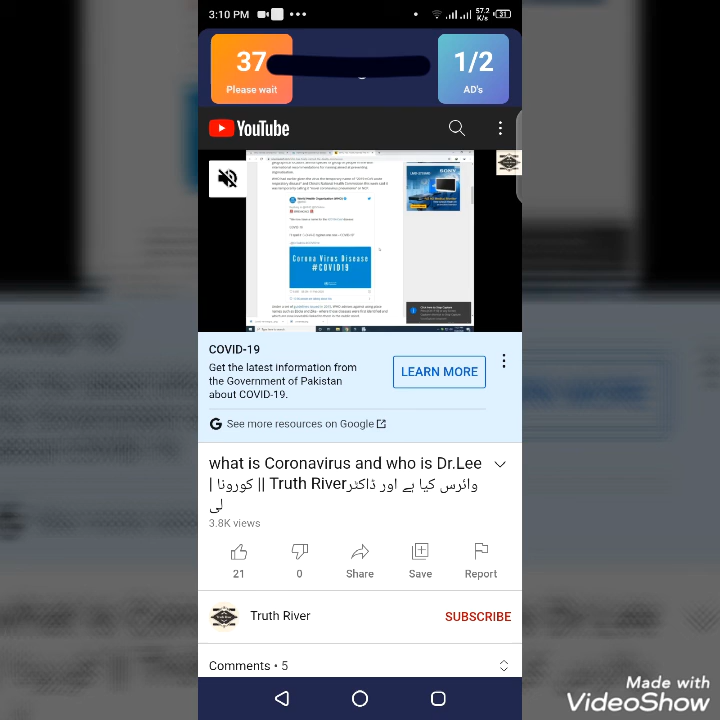 3:10 PM
57.2
K/s
31
37
Please wait
1/2
AD's
YouTube
Corona Virus Disease
#COVID19
COVID-19
Get the latest information from
the Government of Pakistan
about COVID-19.
LEARN MORE
See more resources on Google
what is Coronavirus and who is Dr.Lee
| کورونا || Truth River وائرس کیا ہے اور ڈاکٹر
لی
3.8K views
21
0
Share
Save
Report
Truth River
SUBSCRIBE
Comments • 5
Made with
VideoShow